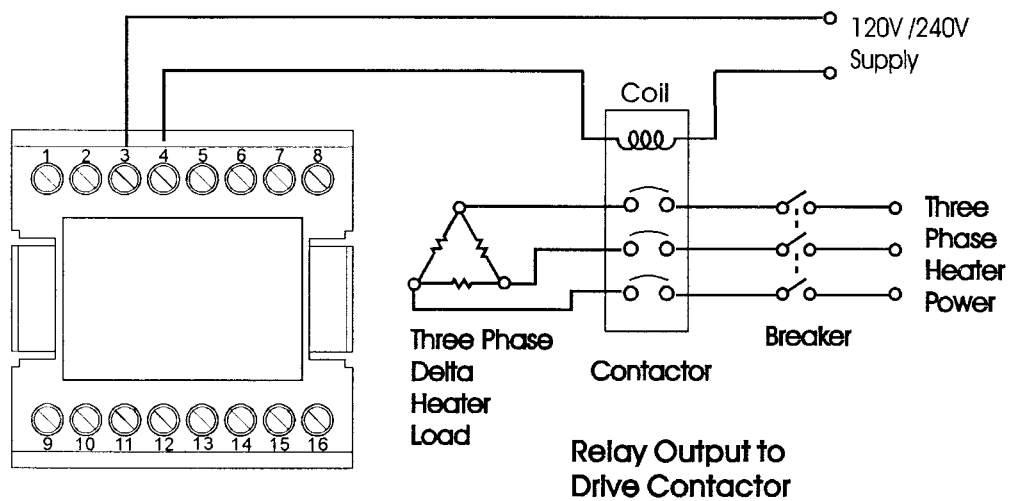 120V /240V
Supply
Coil
1 2 3 4 5 6 7 8
Three
Phase
Heater
Power
Three Phase
Delta
Heater
Load
Contactor
Breaker
9 10 11 12 13 14 15 16
Relay Output to
Drive Contactor